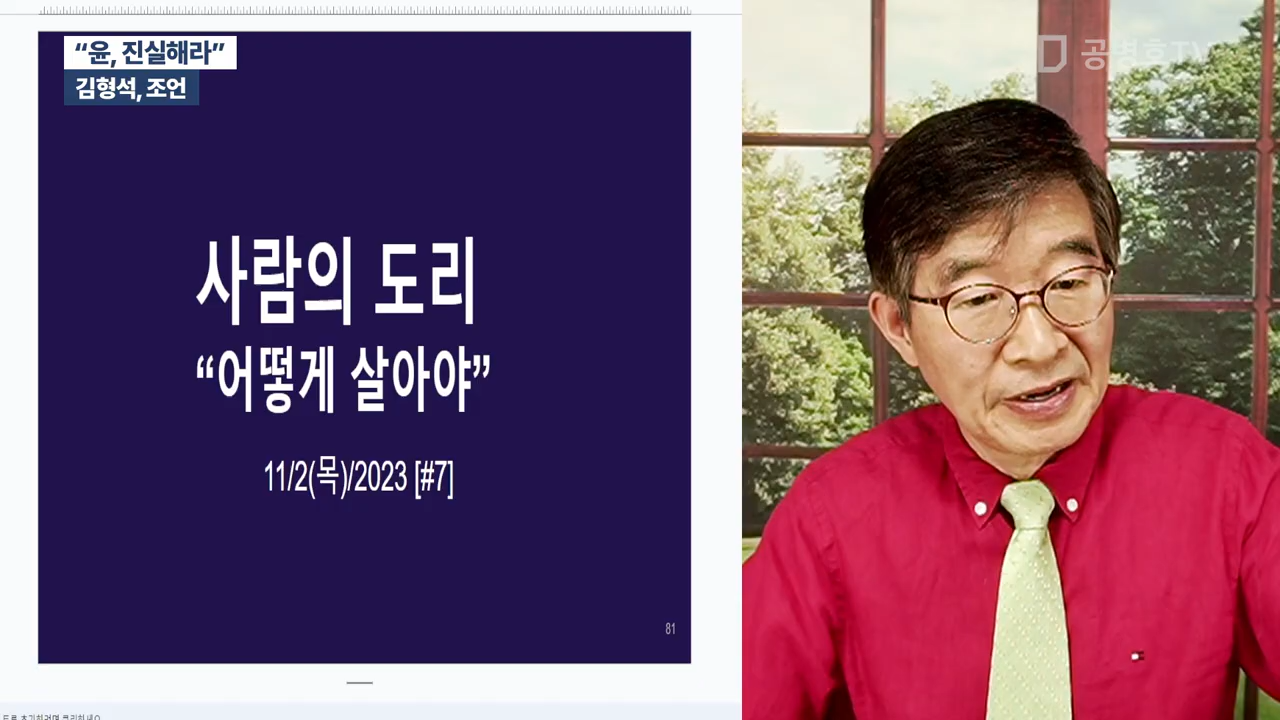 “윤, 진실해라”
김형석, 조언
공병호TV
사람의 도리
“어떻게 살아야”
11/2(목)/2023 [#7]
81